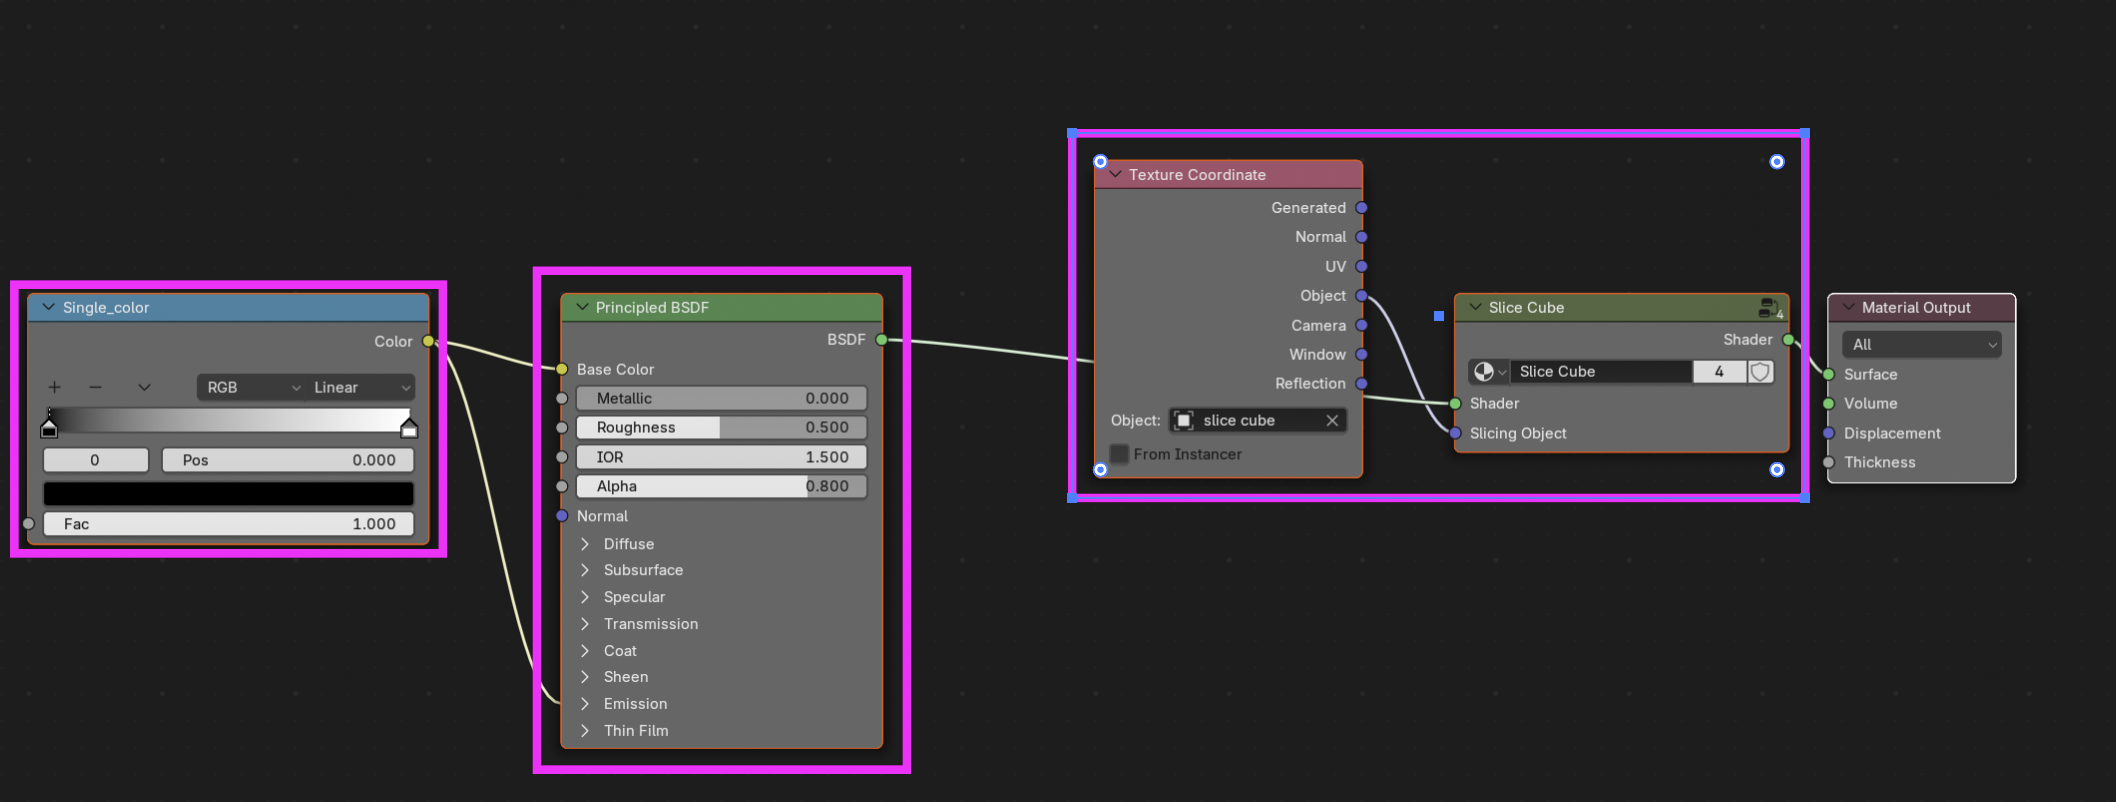 Single_color
Color
RGB
Linear
0
Pos
0.000
Fac
1.000
Principled BSDF
BSDF
Base Color
Metallic
0.000
Roughness
0.500
IOR
1.500
Alpha
0.800
Normal
Diffuse
Subsurface
Specular
Transmission
Coat
Sheen
Emission
Thin Film
Texture Coordinate
Generated
Normal
UV
Object
Camera
Window
Reflection
Object:
slice cube
From Instancer
Slice Cube
4
Shader
Slice Cube
4
Shader
Slicing Object
Material Output
All
Surface
Volume
Displacement
Thickness